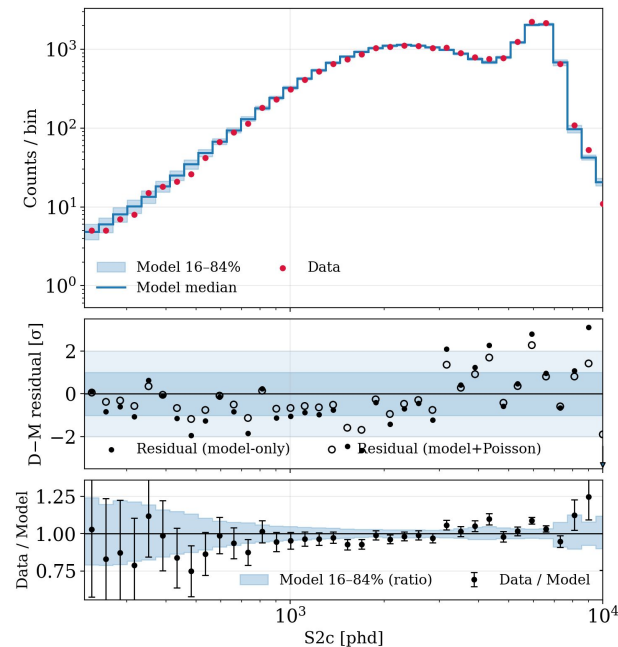 10³
10²
10¹
10⁰
Counts / bin
Model 16–84%
Model median
Data
2
0
−2
D−M residual [σ]
Residual (model-only)
Residual (model+Poisson)
1.25
1.00
0.75
Data / Model
Model 16–84% (ratio)
Data / Model
10³
10⁴
S2c [phd]